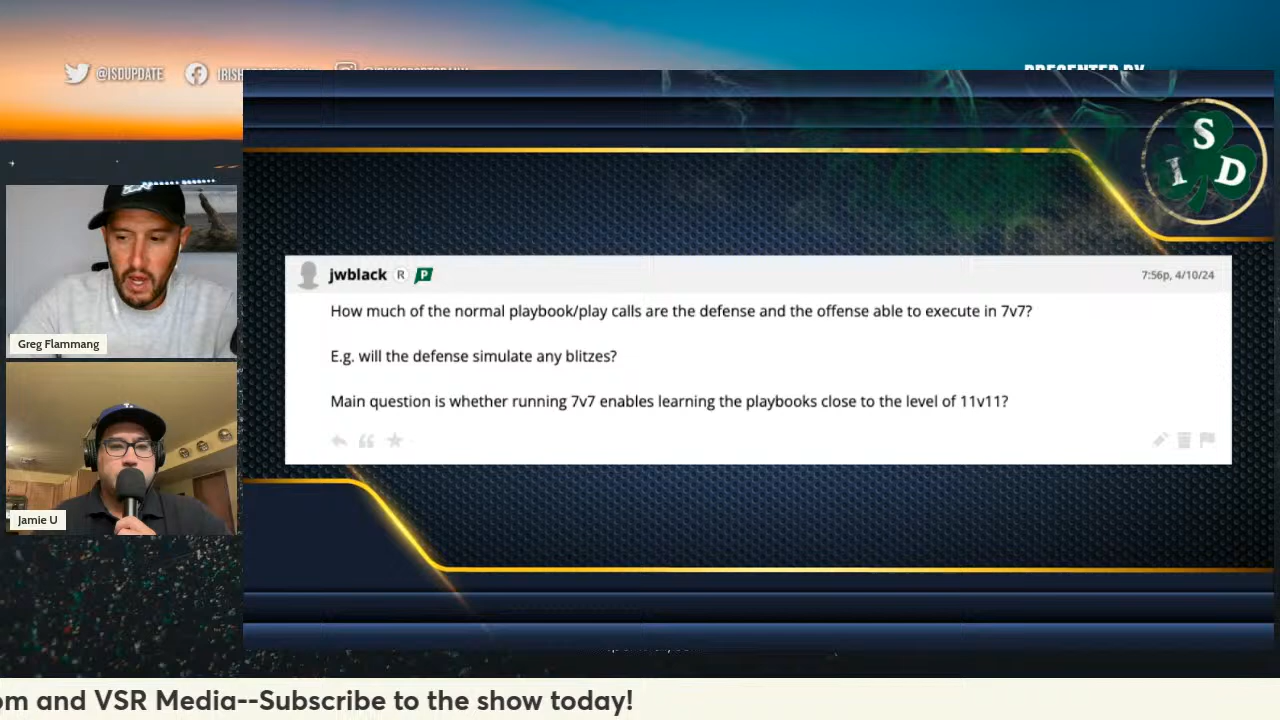 @ISDUPDATE
PRESENTED BY
S
I D
jwblack R P
7:56p, 4/10/24
How much of the normal playbook/play calls are the defense and the offense able to execute in 7v7?
E.g. will the defense simulate any blitzes?
Main question is whether running 7v7 enables learning the playbooks close to the level of 11v11?
Greg Flammang
Jamie U
om and VSR Media--Subscribe to the show today!